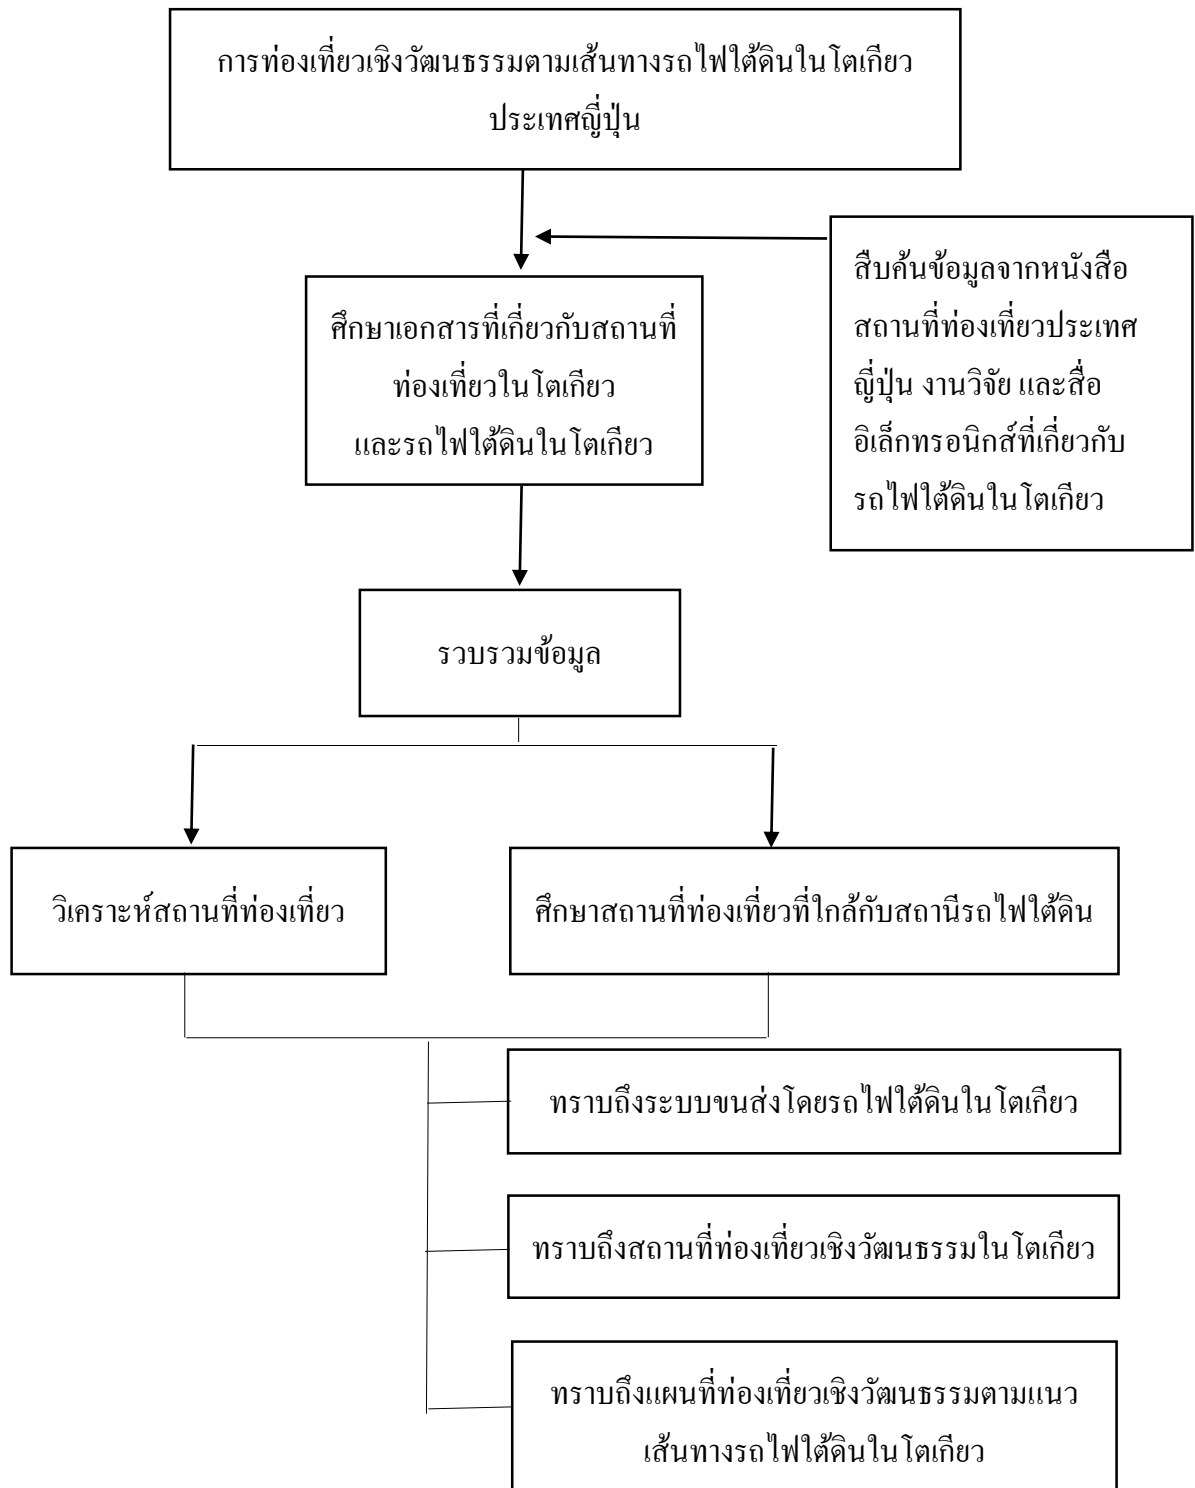 การท่องเที่ยวเชิงวัฒนธรรมตามเส้นทางรถไฟใต้ดินในโตเกียว
ประเทศญี่ปุ่น
สืบค้นข้อมูลจากหนังสือ
สถานที่ท่องเที่ยวประเทศ
ญี่ปุ่น งานวิจัย และสื่อ
อิเล็กทรอนิกส์ที่เกี่ยวกับ
รถไฟใต้ดินในโตเกียว
ศึกษาเอกสารที่เกี่ยวกับสถานที่
ท่องเที่ยวในโตเกียว
และรถไฟใต้ดินในโตเกียว
รวบรวมข้อมูล
วิเคราะห์สถานที่ท่องเที่ยว
ศึกษาสถานที่ท่องเที่ยวที่ใกล้กับสถานีรถไฟใต้ดิน
ทราบถึงระบบขนส่งโดยรถไฟใต้ดินในโตเกียว
ทราบถึงสถานที่ท่องเที่ยวเชิงวัฒนธรรมในโตเกียว
ทราบถึงแผนที่ท่องเที่ยวเชิงวัฒนธรรมตามแนว
เส้นทางรถไฟใต้ดินในโตเกียว